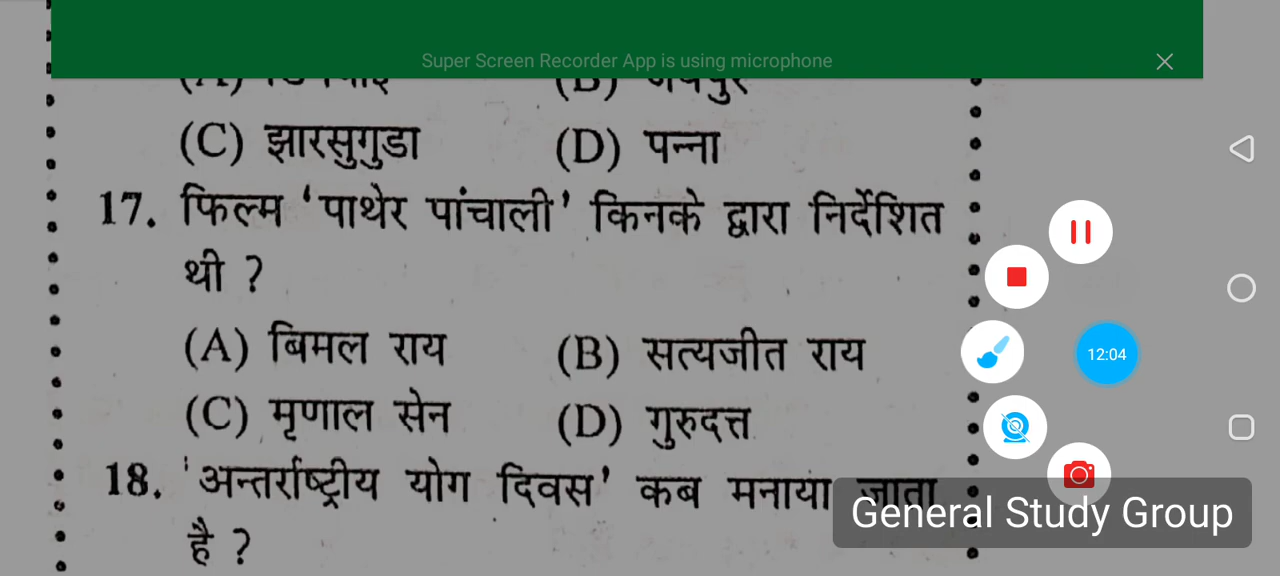 Super Screen Recorder App is using microphone
(C) झारसुगुडा (D) पन्ना
17. फिल्म 'पाथेर पांचाली' किनके द्वारा निर्देशित
थी ?
(A) बिमल राय (B) सत्यजीत राय
12:04
(C) मृणाल सेन (D) गुरुदत्त
18. 'अन्तर्राष्ट्रीय योग दिवस' कब मनाया जाता
General Study Group
है ?